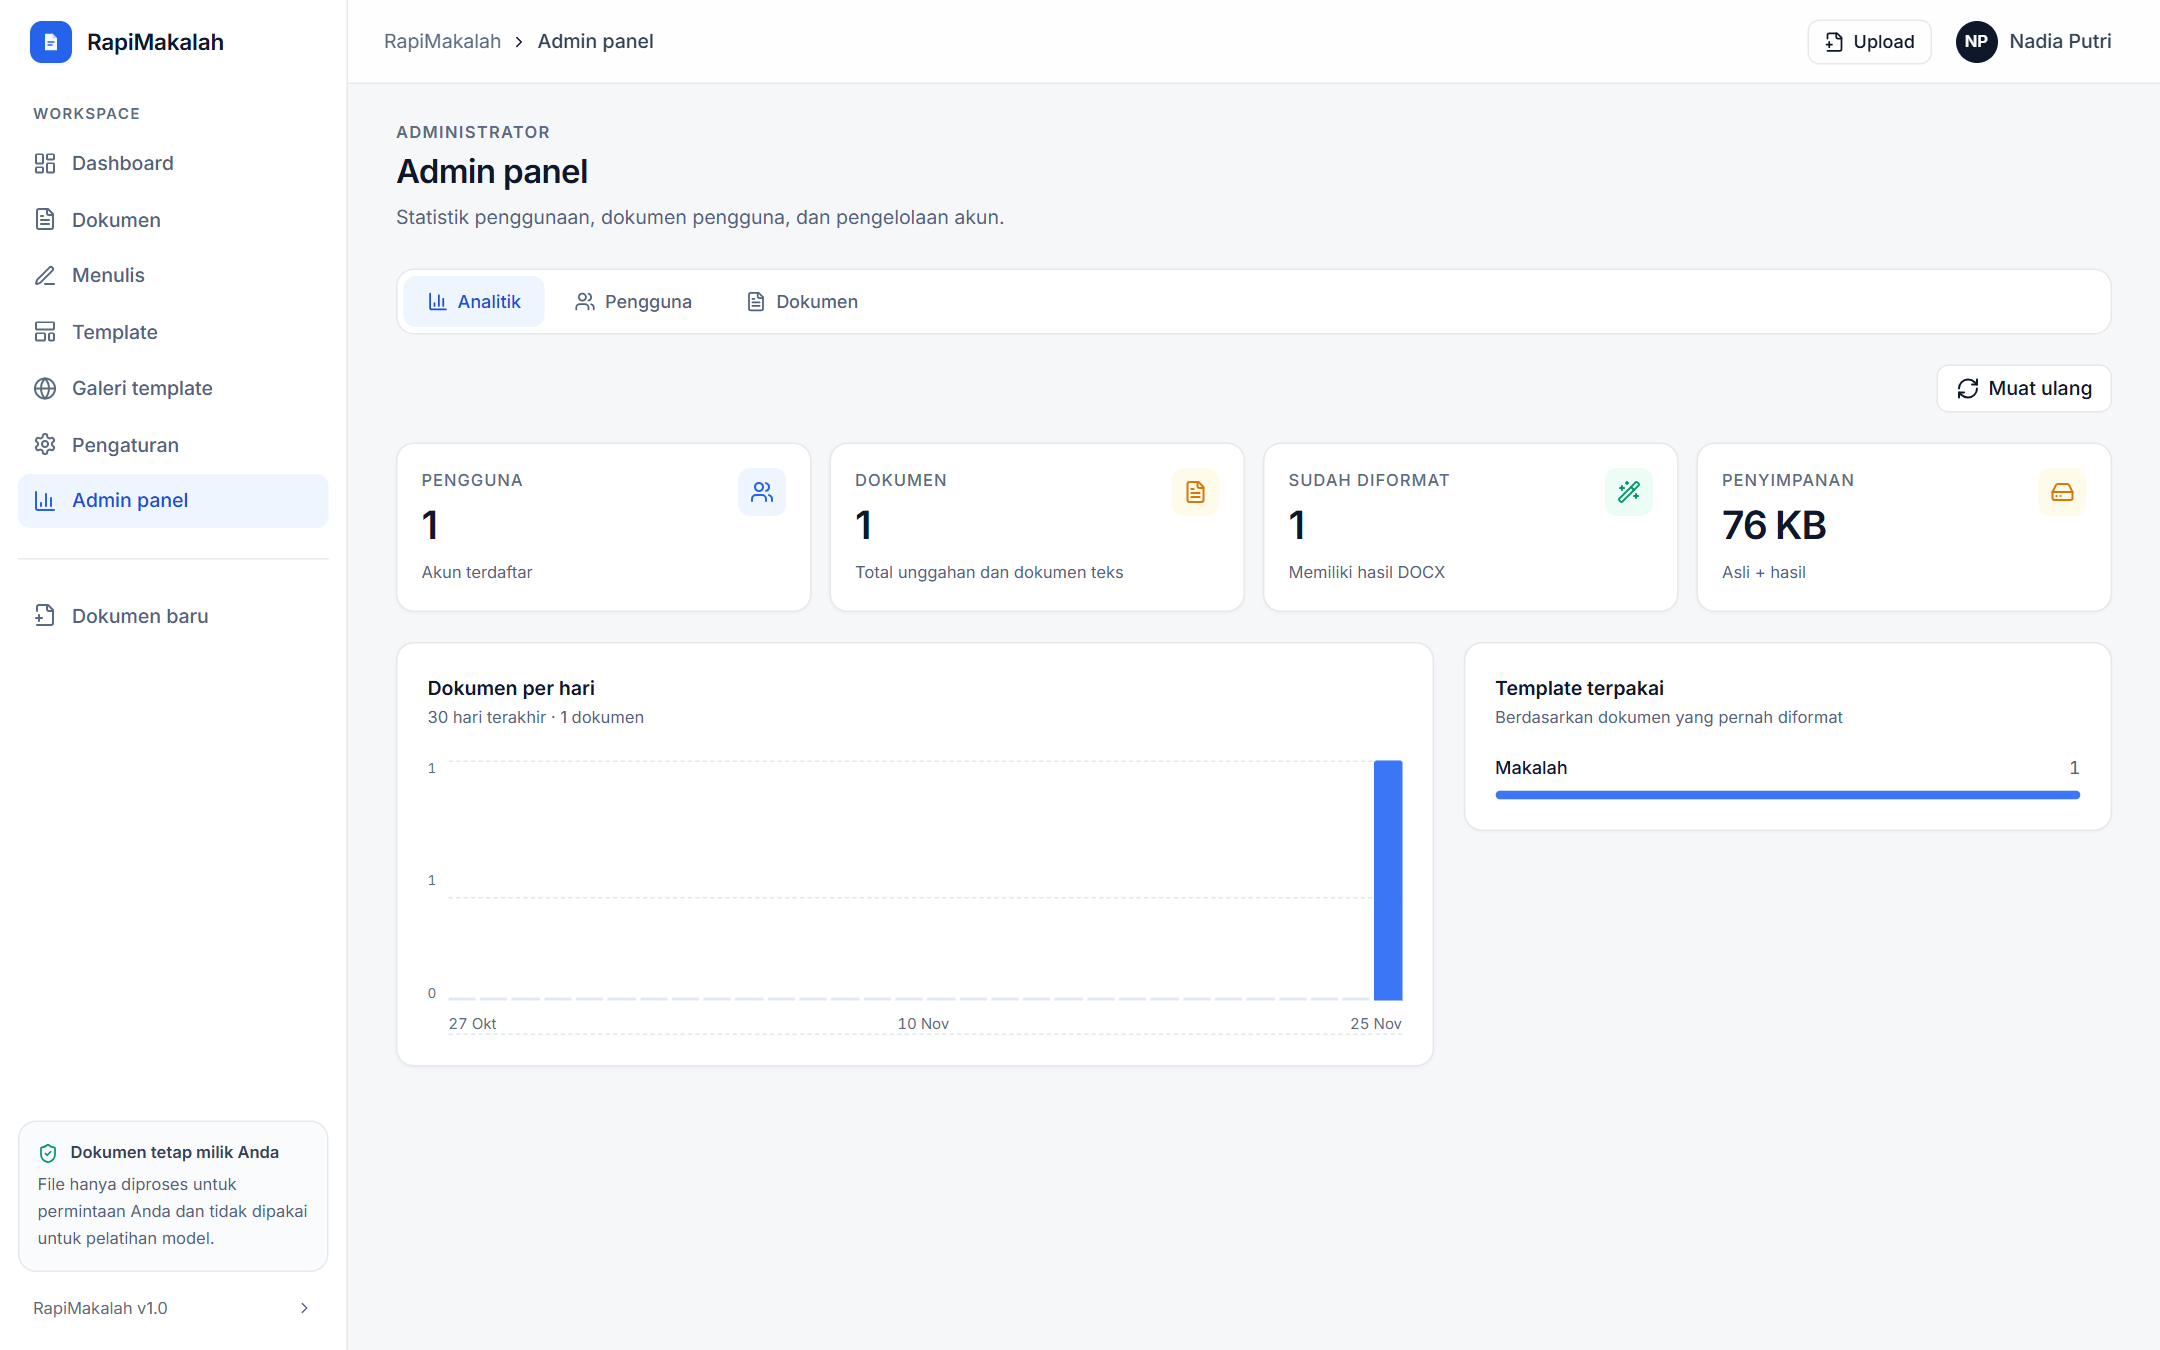 RapiMakalah
WORKSPACE
Dashboard
Dokumen
Menulis
Template
Galeri template
Pengaturan
Admin panel
Dokumen baru
Dokumen tetap milik Anda
File hanya diproses untuk
permintaan Anda dan tidak dipakai
untuk pelatihan model.
RapiMakalah v1.0
RapiMakalah > Admin panel
Upload
NP Nadia Putri
ADMINISTRATOR
Admin panel
Statistik penggunaan, dokumen pengguna, dan pengelolaan akun.
Analitik Pengguna Dokumen
Muat ulang
PENGGUNA
1
Akun terdaftar
DOKUMEN
1
Total unggahan dan dokumen teks
SUDAH DIFORMAT
1
Memiliki hasil DOCX
PENYIMPANAN
76 KB
Asli + hasil
Dokumen per hari
30 hari terakhir · 1 dokumen
1
1
0
27 Okt 10 Nov 25 Nov
Template terpakai
Berdasarkan dokumen yang pernah diformat
Makalah 1